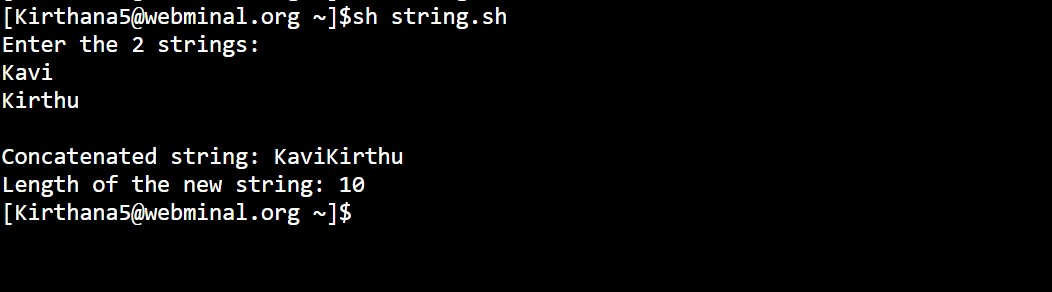 [Kirthana5@webminal.org ~]$sh string.sh
Enter the 2 strings:
Kavi
Kirthu
Concatenated string: KaviKirthu
Length of the new string: 10
[Kirthana5@webminal.org ~]$